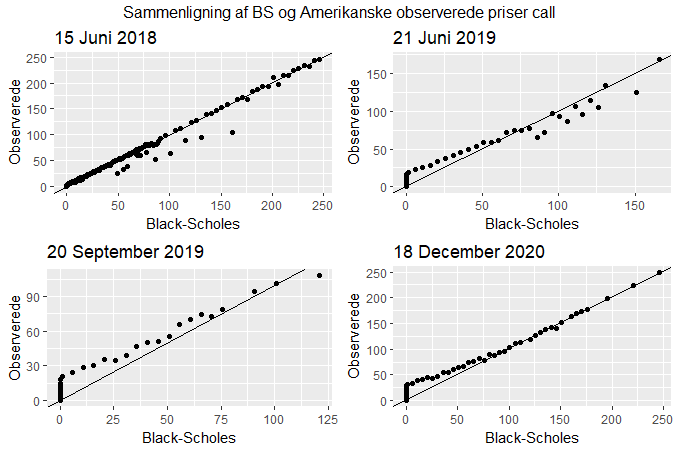 Sammenligning af BS og Amerikanske observerede priser call
15 Juni 2018
Observerede
250
200
150
100
50
0
0 50 100 150 200 250
Black-Scholes
21 Juni 2019
Observerede
150
100
50
0
0 50 100 150
Black-Scholes
20 September 2019
Observerede
90
60
30
0
0 25 50 75 100 125
Black-Scholes
18 December 2020
Observerede
250
200
150
100
50
0
0 50 100 150 200 250
Black-Scholes